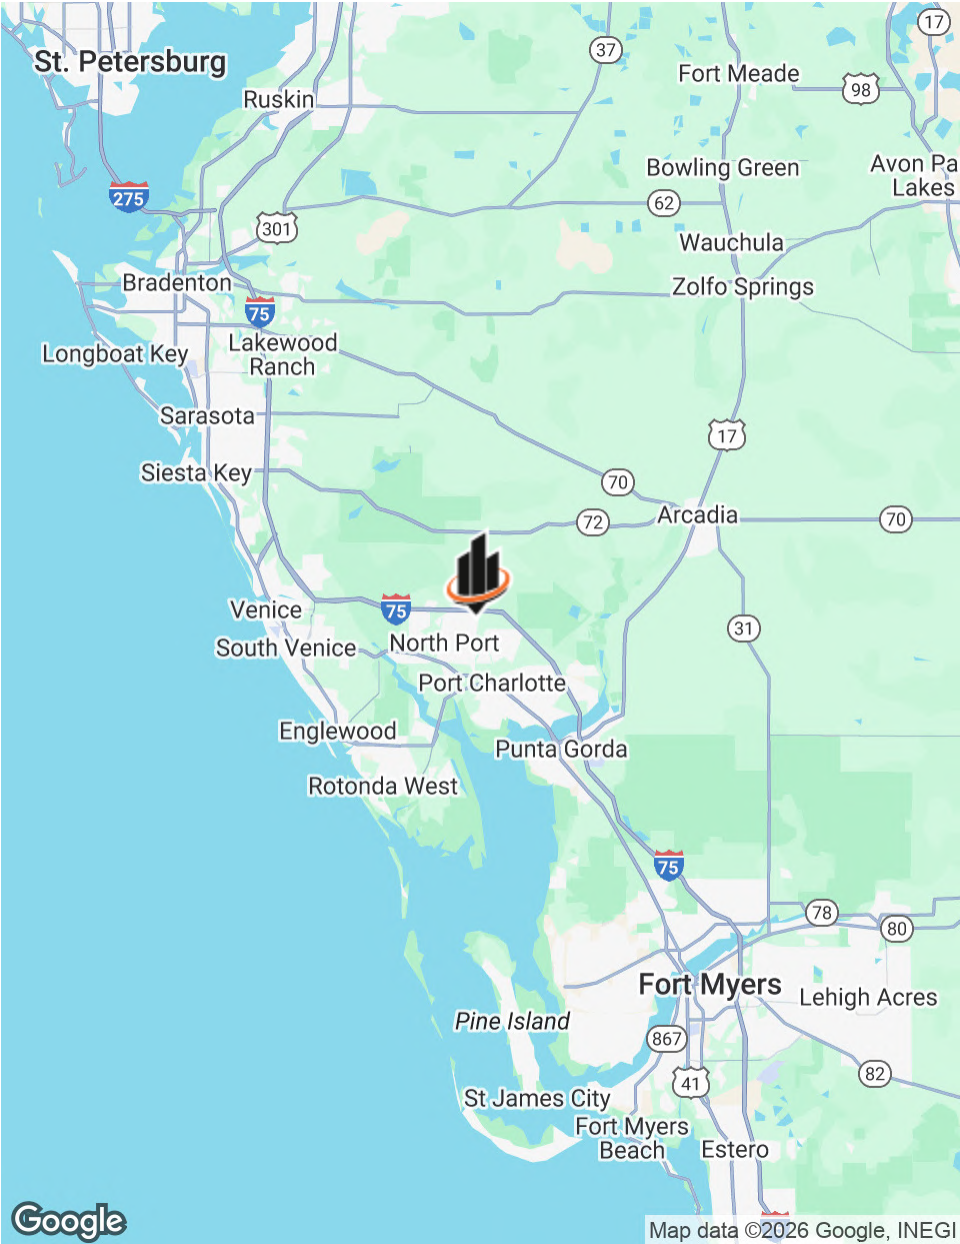 17
37
St. Petersburg
Fort Meade
98
Ruskin
Bowling Green
Avon Pa
Lakes
275
62
301
Wauchula
Bradenton
Zolfo Springs
75
Longboat Key
Lakewood
Ranch
Sarasota
17
Siesta Key
70
72
Arcadia
70
Venice
75
31
South Venice
North Port
Port Charlotte
Englewood
Punta Gorda
Rotonda West
75
78
80
Fort Myers
Lehigh Acres
Pine Island
867
82
41
St James City
Fort Myers
Beach
Estero
Google
Map data ©2026 Google, INEGI